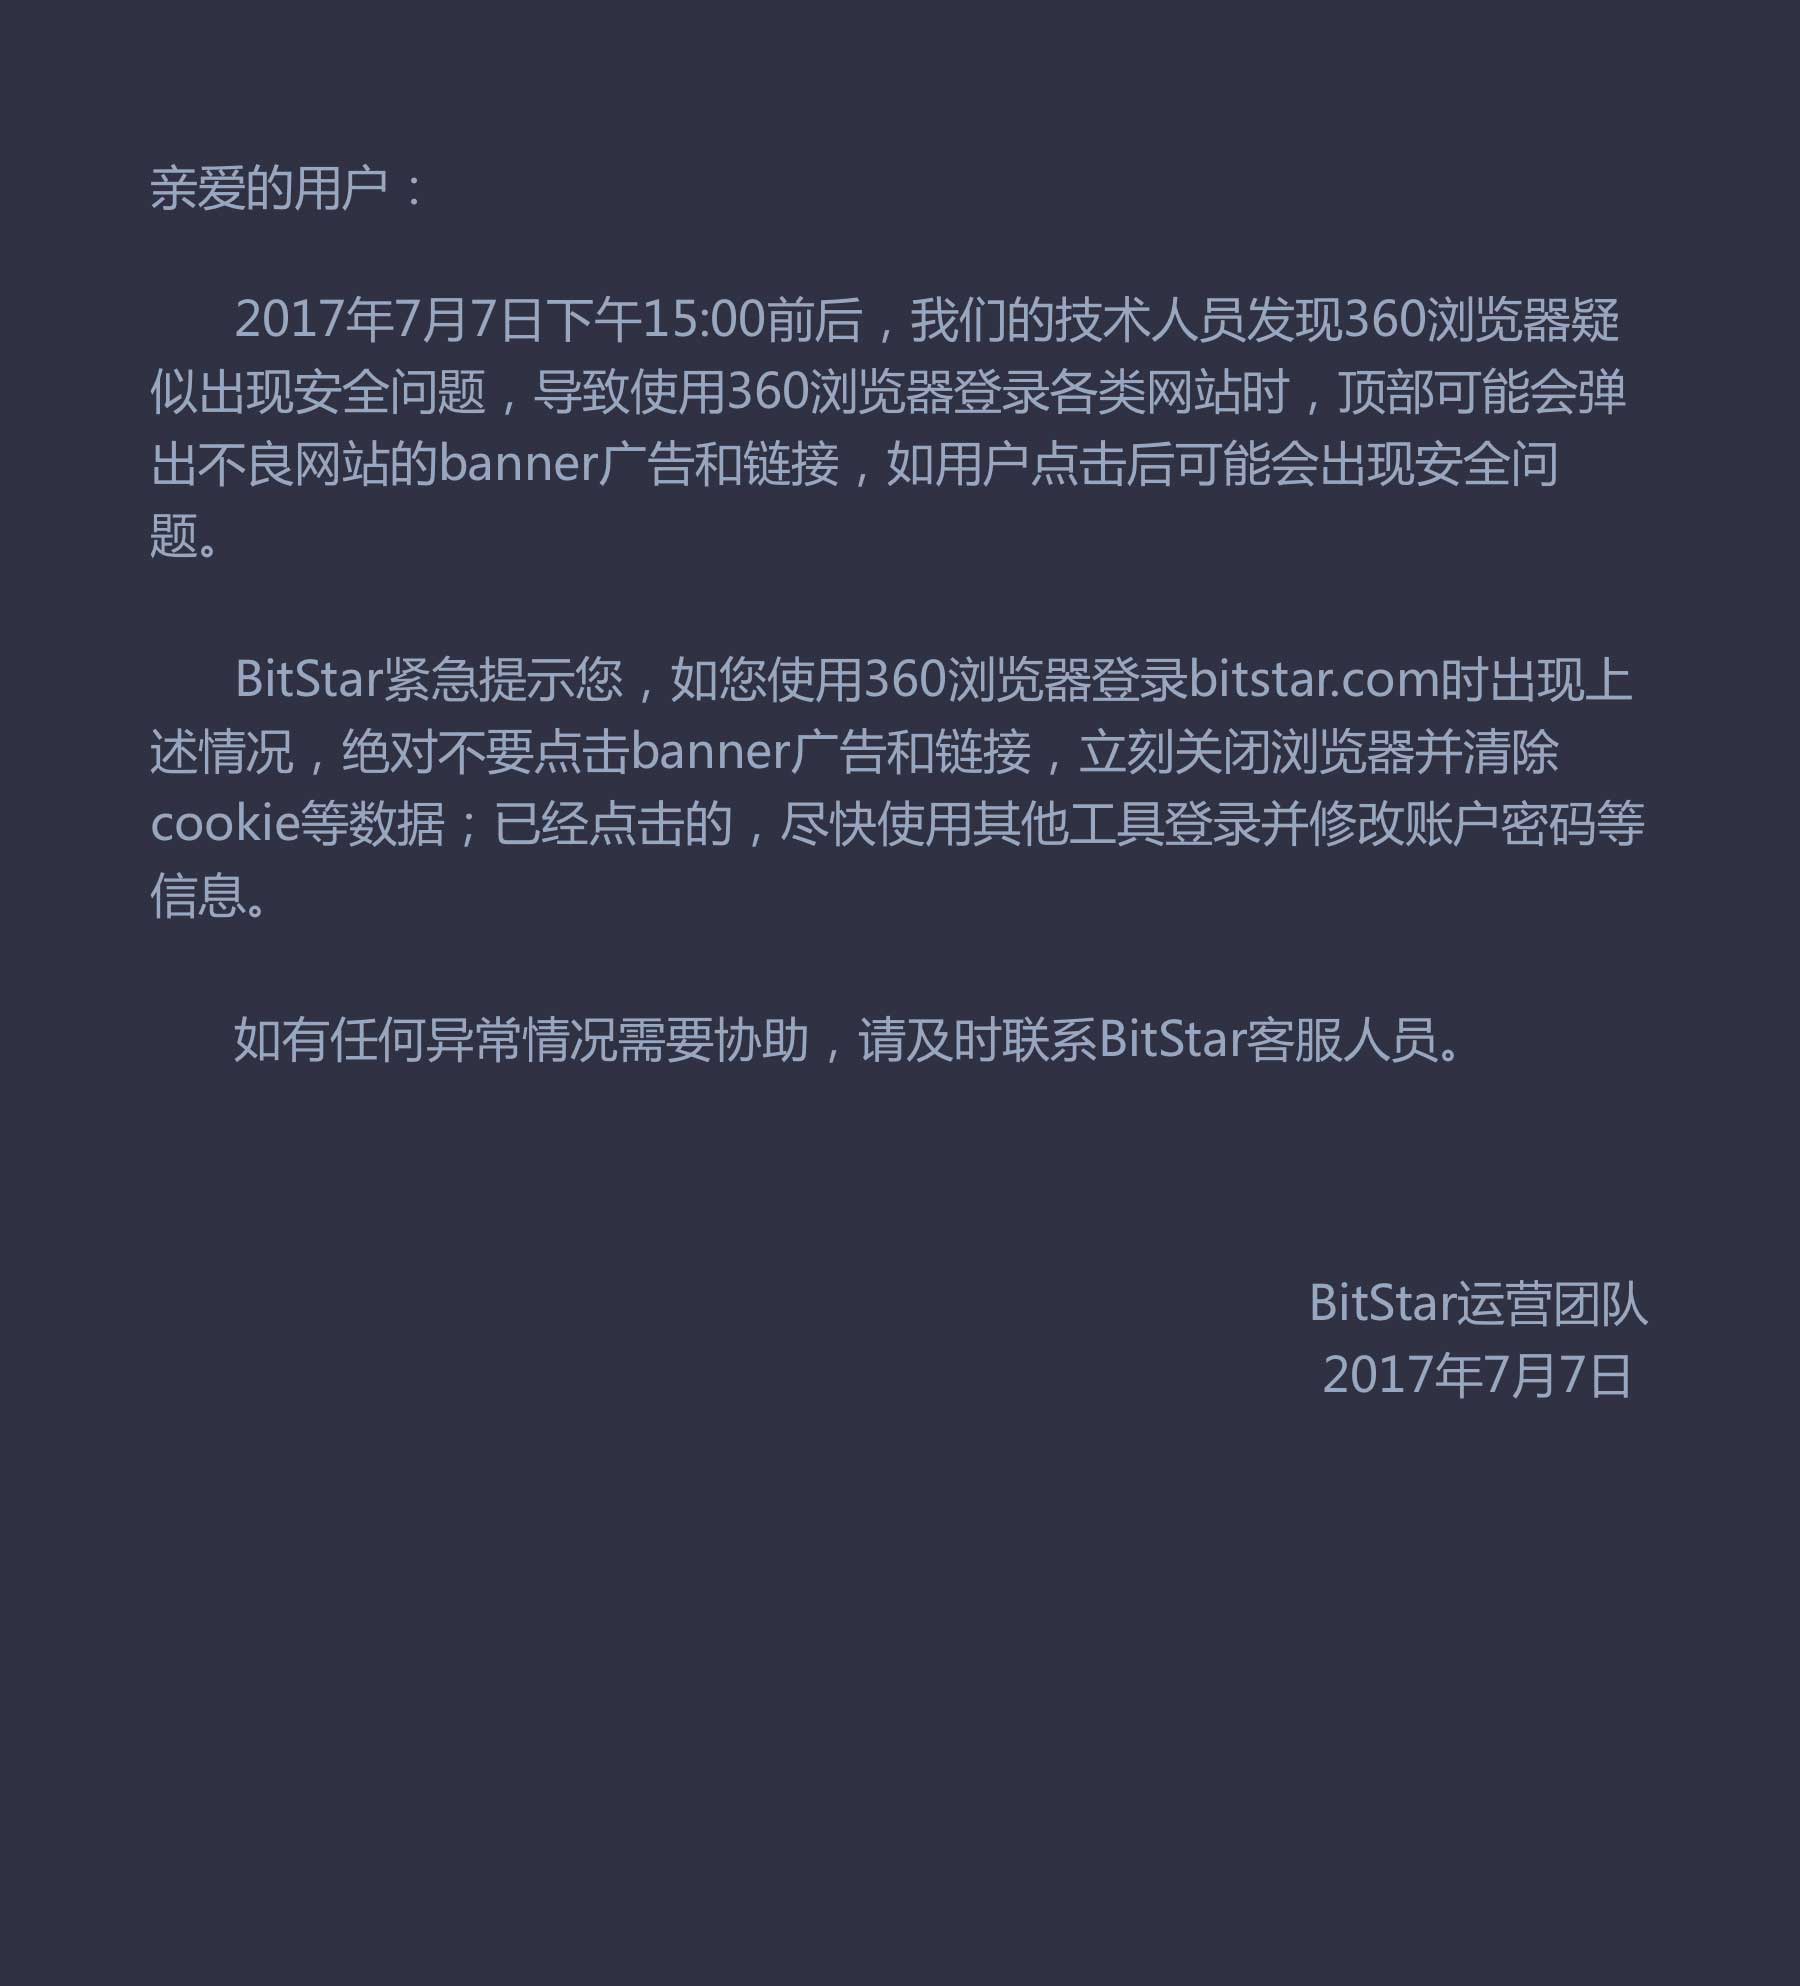 亲爱的用户：
2017年7月7日下午15:00前后，我们的技术人员发现360浏览器疑
似出现安全问题，导致使用360浏览器登录各类网站时，顶部可能会弹
出不良网站的banner广告和链接，如用户点击后可能会出现安全问
题。
BitStar紧急提示您，如您使用360浏览器登录bitstar.com时出现上
述情况，绝对不要点击banner广告和链接，立刻关闭浏览器并清除
cookie等数据；已经点击的，尽快使用其他工具登录并修改账户密码等
信息。
如有任何异常情况需要协助，请及时联系BitStar客服人员。
BitStar运营团队
2017年7月7日